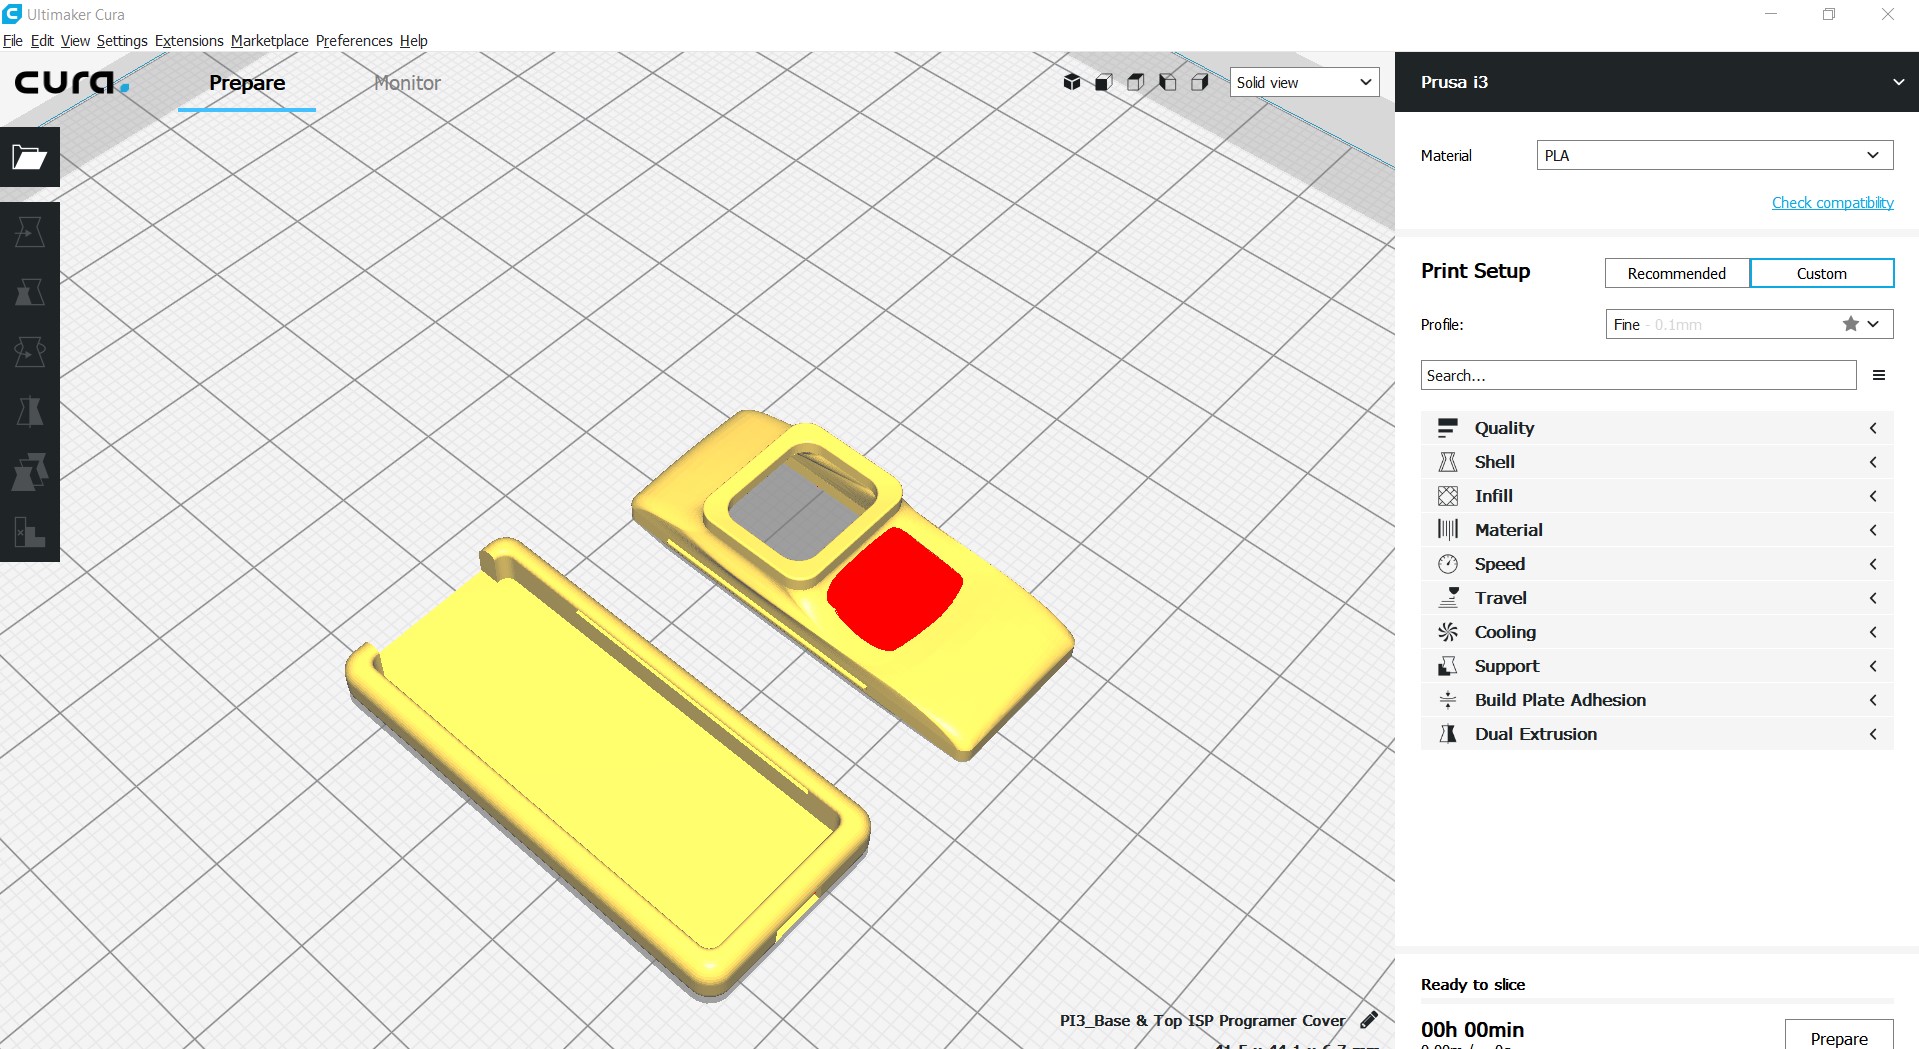 Ultimaker Cura
File Edit View Settings Extensions Marketplace Preferences Help
cura. Prepare Monitor Solid view Prusa i3
Material PLA
Check compatibility
Print Setup Recommended Custom
Profile: Fine - 0.1mm
Search...
Quality
Shell
Infill
Material
Speed
Travel
Cooling
Support
Build Plate Adhesion
Dual Extrusion
Ready to slice
PI3_Base & Top ISP Programer Cover
00h 00min
Prepare